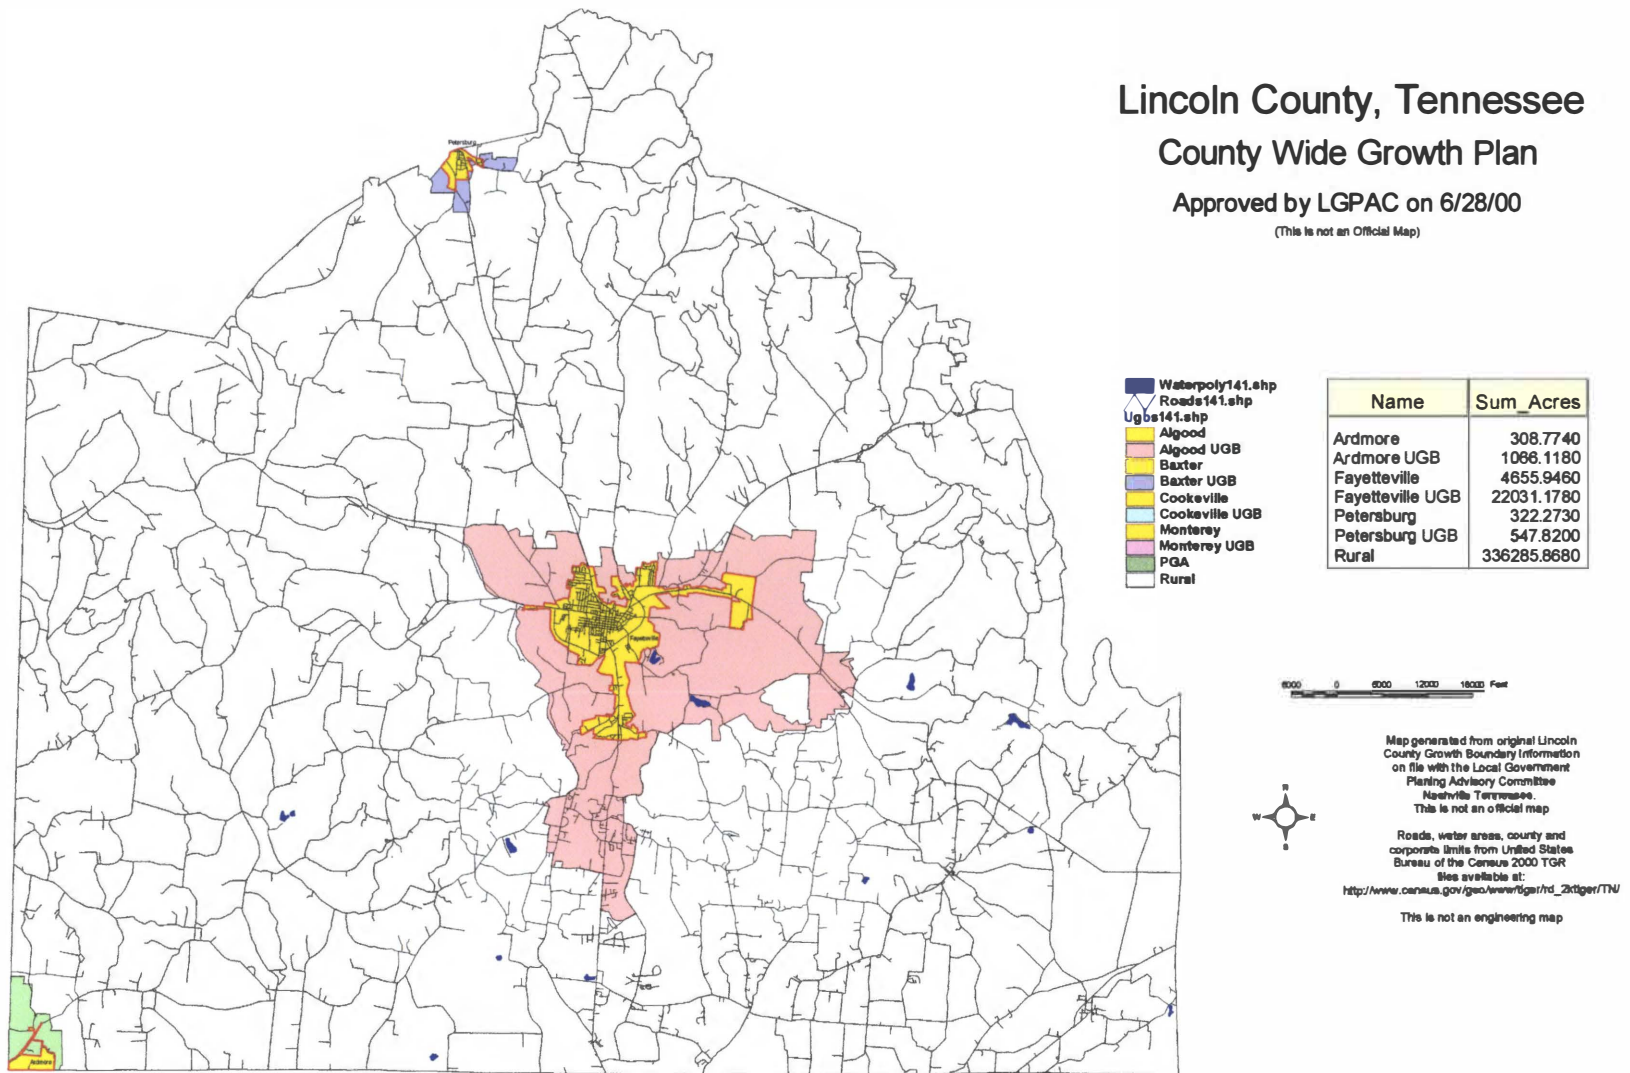 Lincoln County, Tennessee
County Wide Growth Plan
Approved by LGPAC on 6/28/00
(This is not an Official Map)
Petersburg
Waterpoly141.shp
Roads141.shp
Ugbs141.shp
Algood
Algood UGB
Baxter
Baxter UGB
Cookeville
Cookeville UGB
Monterey
Monterey UGB
PGA
Rural
Name Sum_Acres
Ardmore 308.7740
Ardmore UGB 1066.1180
Fayetteville 4655.9460
Fayetteville UGB 22031.1780
Petersburg 322.2730
Petersburg UGB 547.8200
Rural 336285.8680
Fayetteville
6000 0 6000 12000 18000 Feet
Map generated from original Lincoln
County Growth Boundary Information
on file with the Local Government
Planing Advisory Committee
Nashville Tennessee.
This is not an official map
N
W E
S
Roads, water areas, county and
corporate limits from United States
Bureau of the Census 2000 TGR
files available at:
http://www.census.gov/geo/www/tiger/rd_2ktiger/TN/
This is not an engineering map
Ardmore